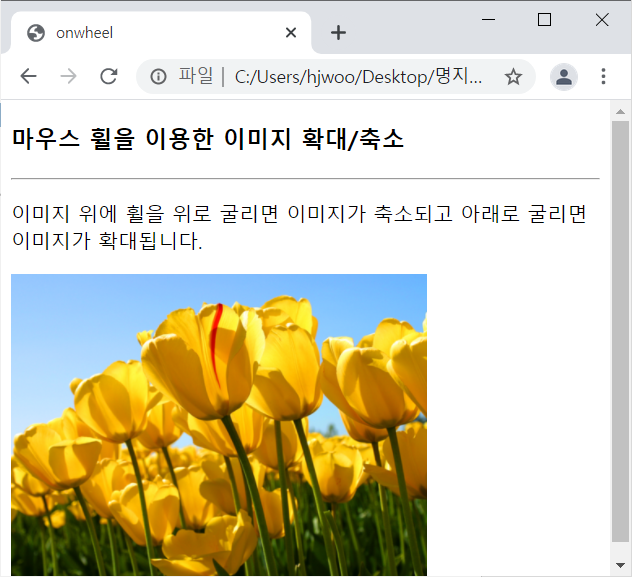 onwheel
파일 | C:/Users/hjwoo/Desktop/명지...
마우스 휠을 이용한 이미지 확대/축소
이미지 위에 휠을 위로 굴리면 이미지가 축소되고 아래로 굴리면
이미지가 확대됩니다.